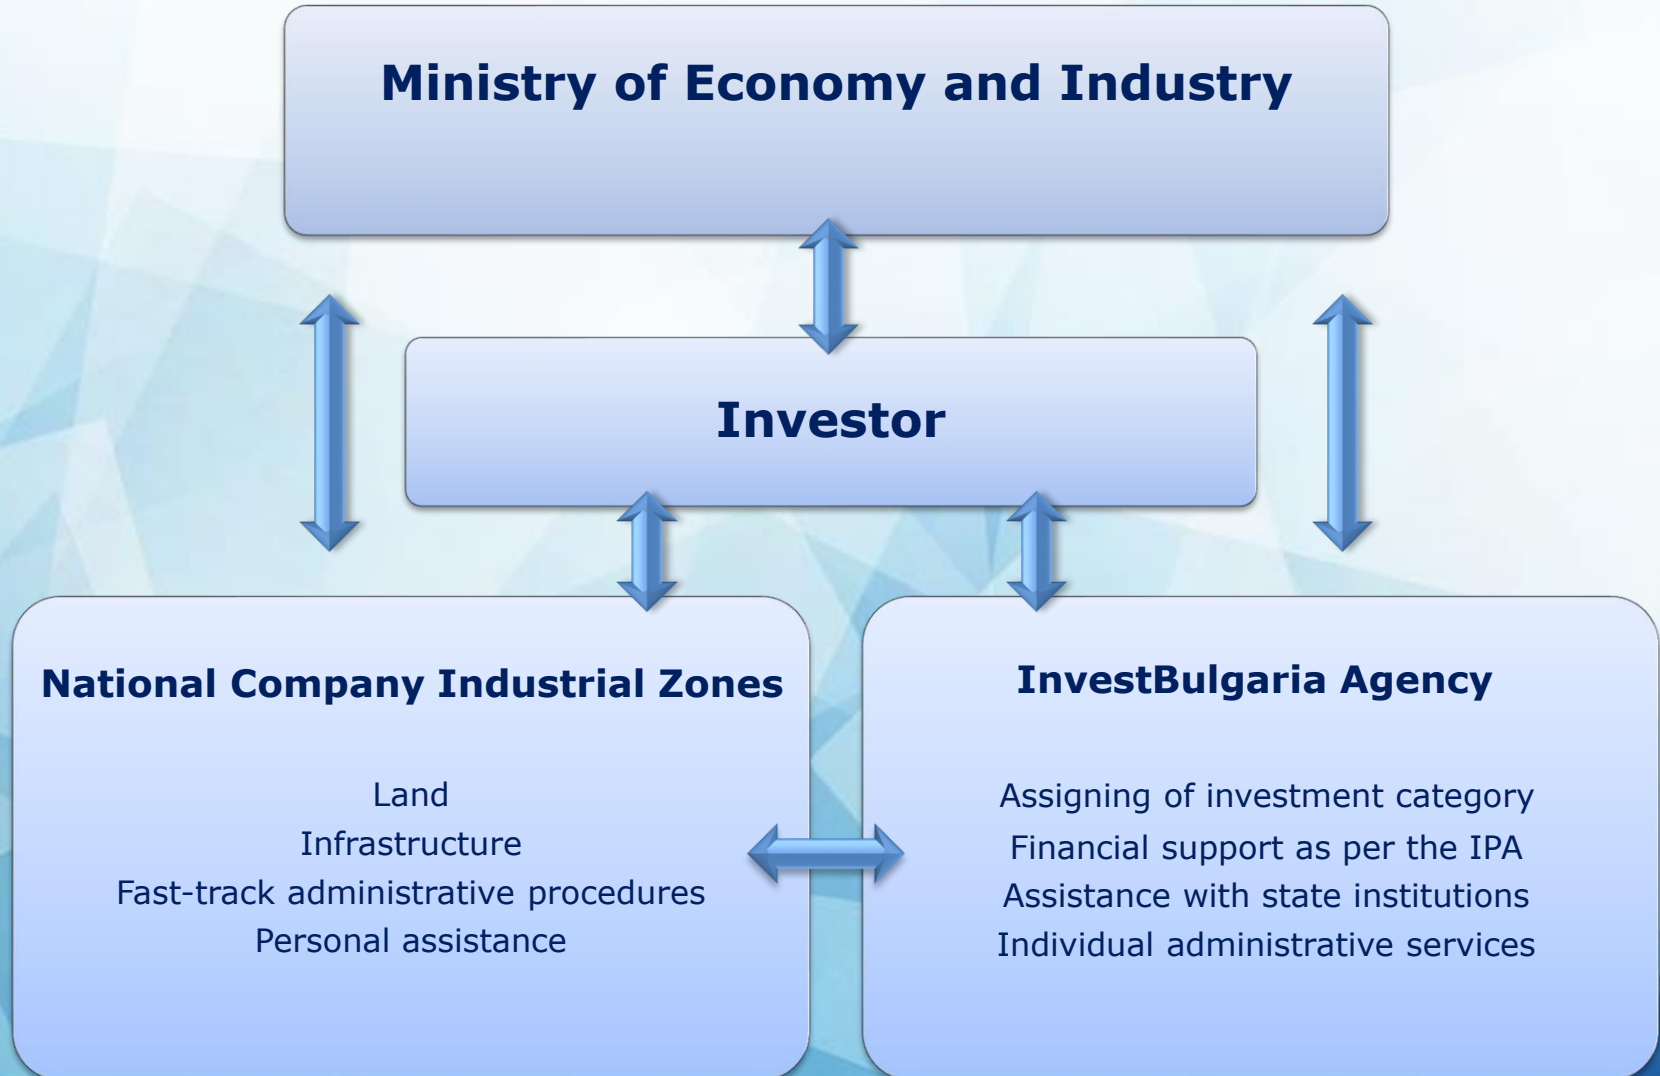 Ministry of Economy and Industry
Investor
National Company Industrial Zones
Land
Infrastructure
Fast-track administrative procedures
Personal assistance
InvestBulgaria Agency
Assigning of investment category
Financial support as per the IPA
Assistance with state institutions
Individual administrative services